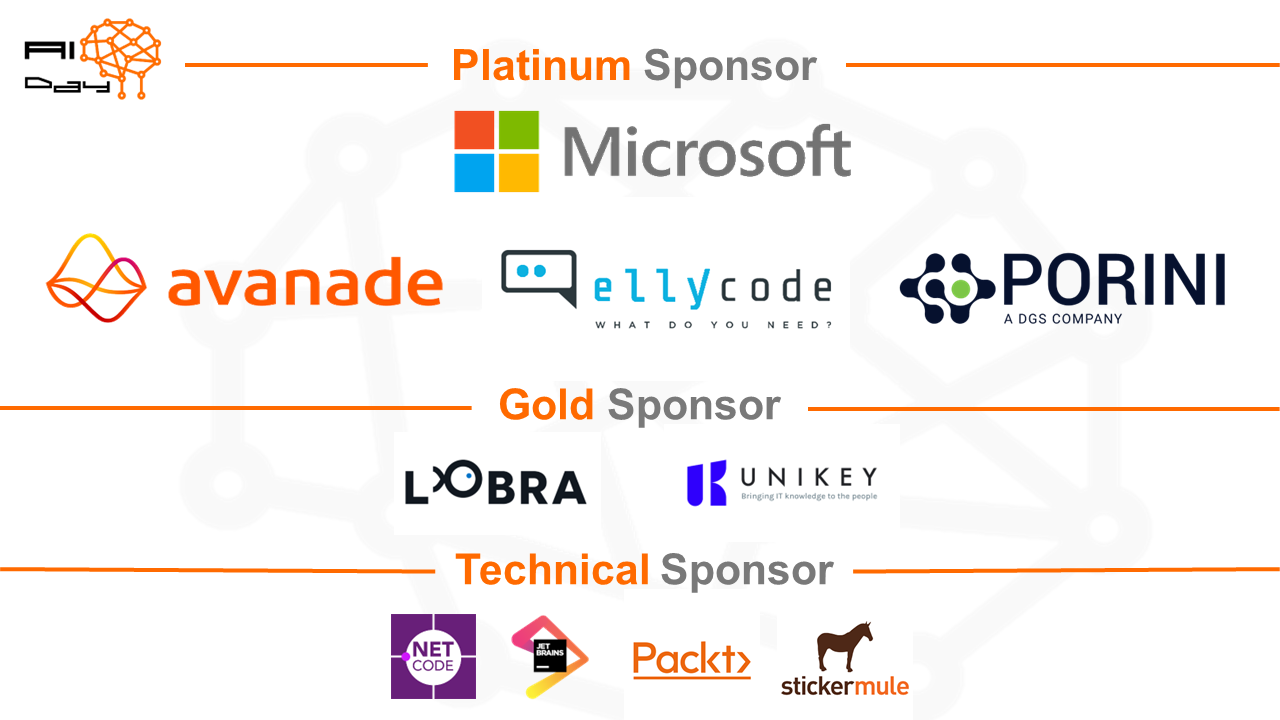 AI
Day
Platinum Sponsor
Microsoft
avanade
ellycode
WHAT DO YOU NEED?
PORINI
A DGS COMPANY
Gold Sponsor
LOBRA
UNIKEY
Bringing IT knowledge to the people
Technical Sponsor
NET
CODE
JET
BRAINS
Packt>
stickermule